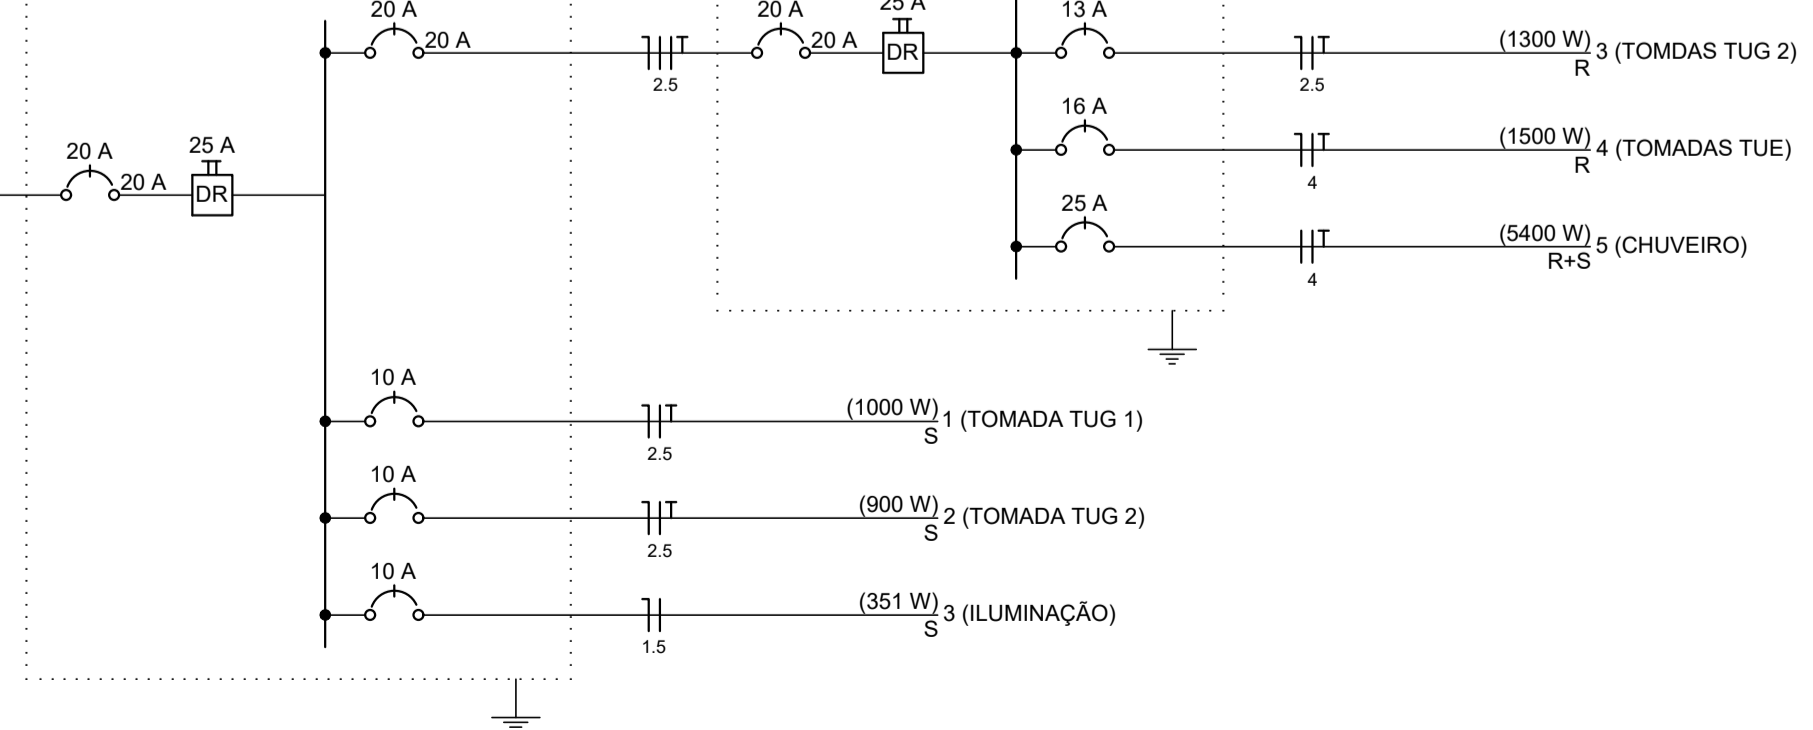 20 A
20 A
2.5
20 A
20 A
25 A
DR
13 A
2.5
(1300 W)
R
3 (TOMDAS TUG 2)
16 A
4
(1500 W)
R
4 (TOMADAS TUE)
20 A
20 A
25 A
DR
25 A
4
(5400 W)
R+S
5 (CHUVEIRO)
10 A
2.5
(1000 W)
S
1 (TOMADA TUG 1)
10 A
2.5
(900 W)
S
2 (TOMADA TUG 2)
10 A
1.5
(351 W)
S
3 (ILUMINAÇÃO)